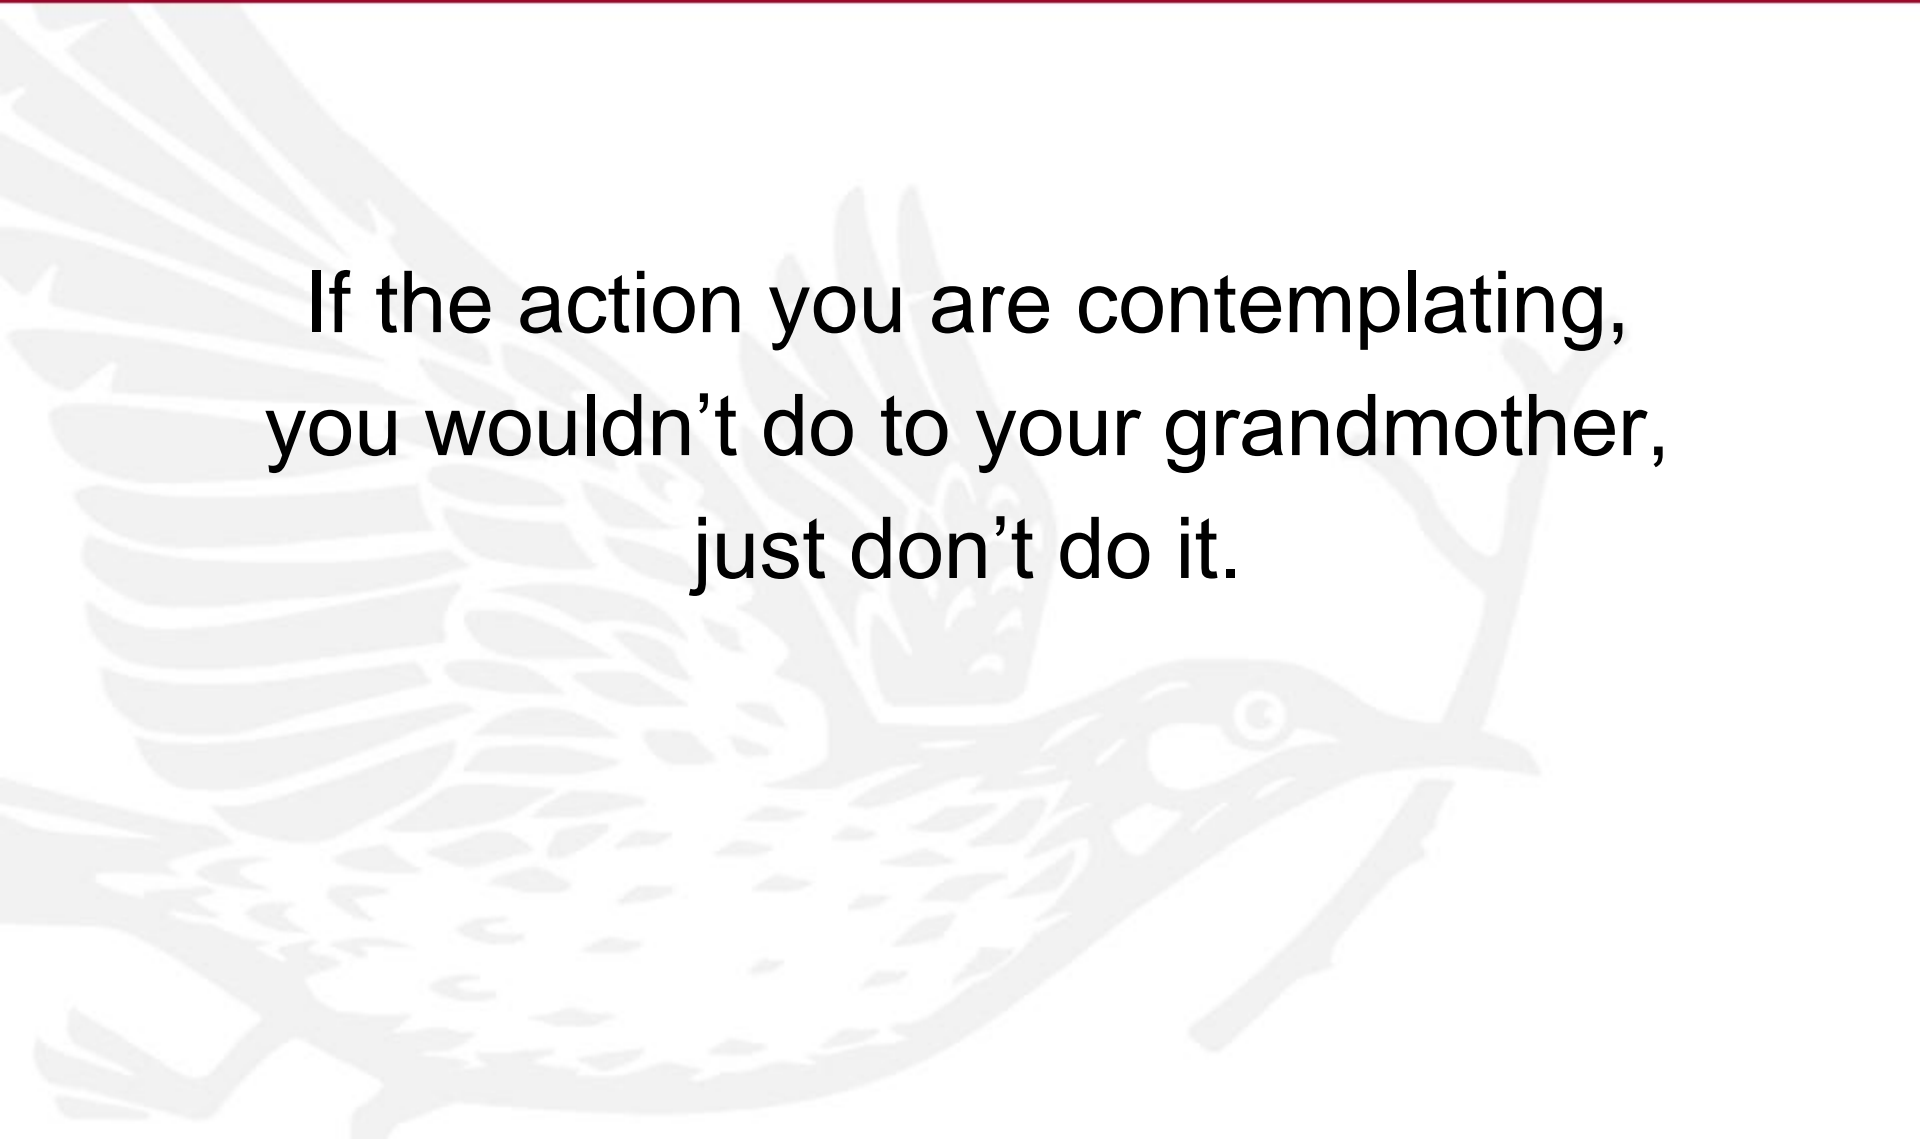 If the action you are contemplating,
you wouldn’t do to your grandmother,
just don’t do it.